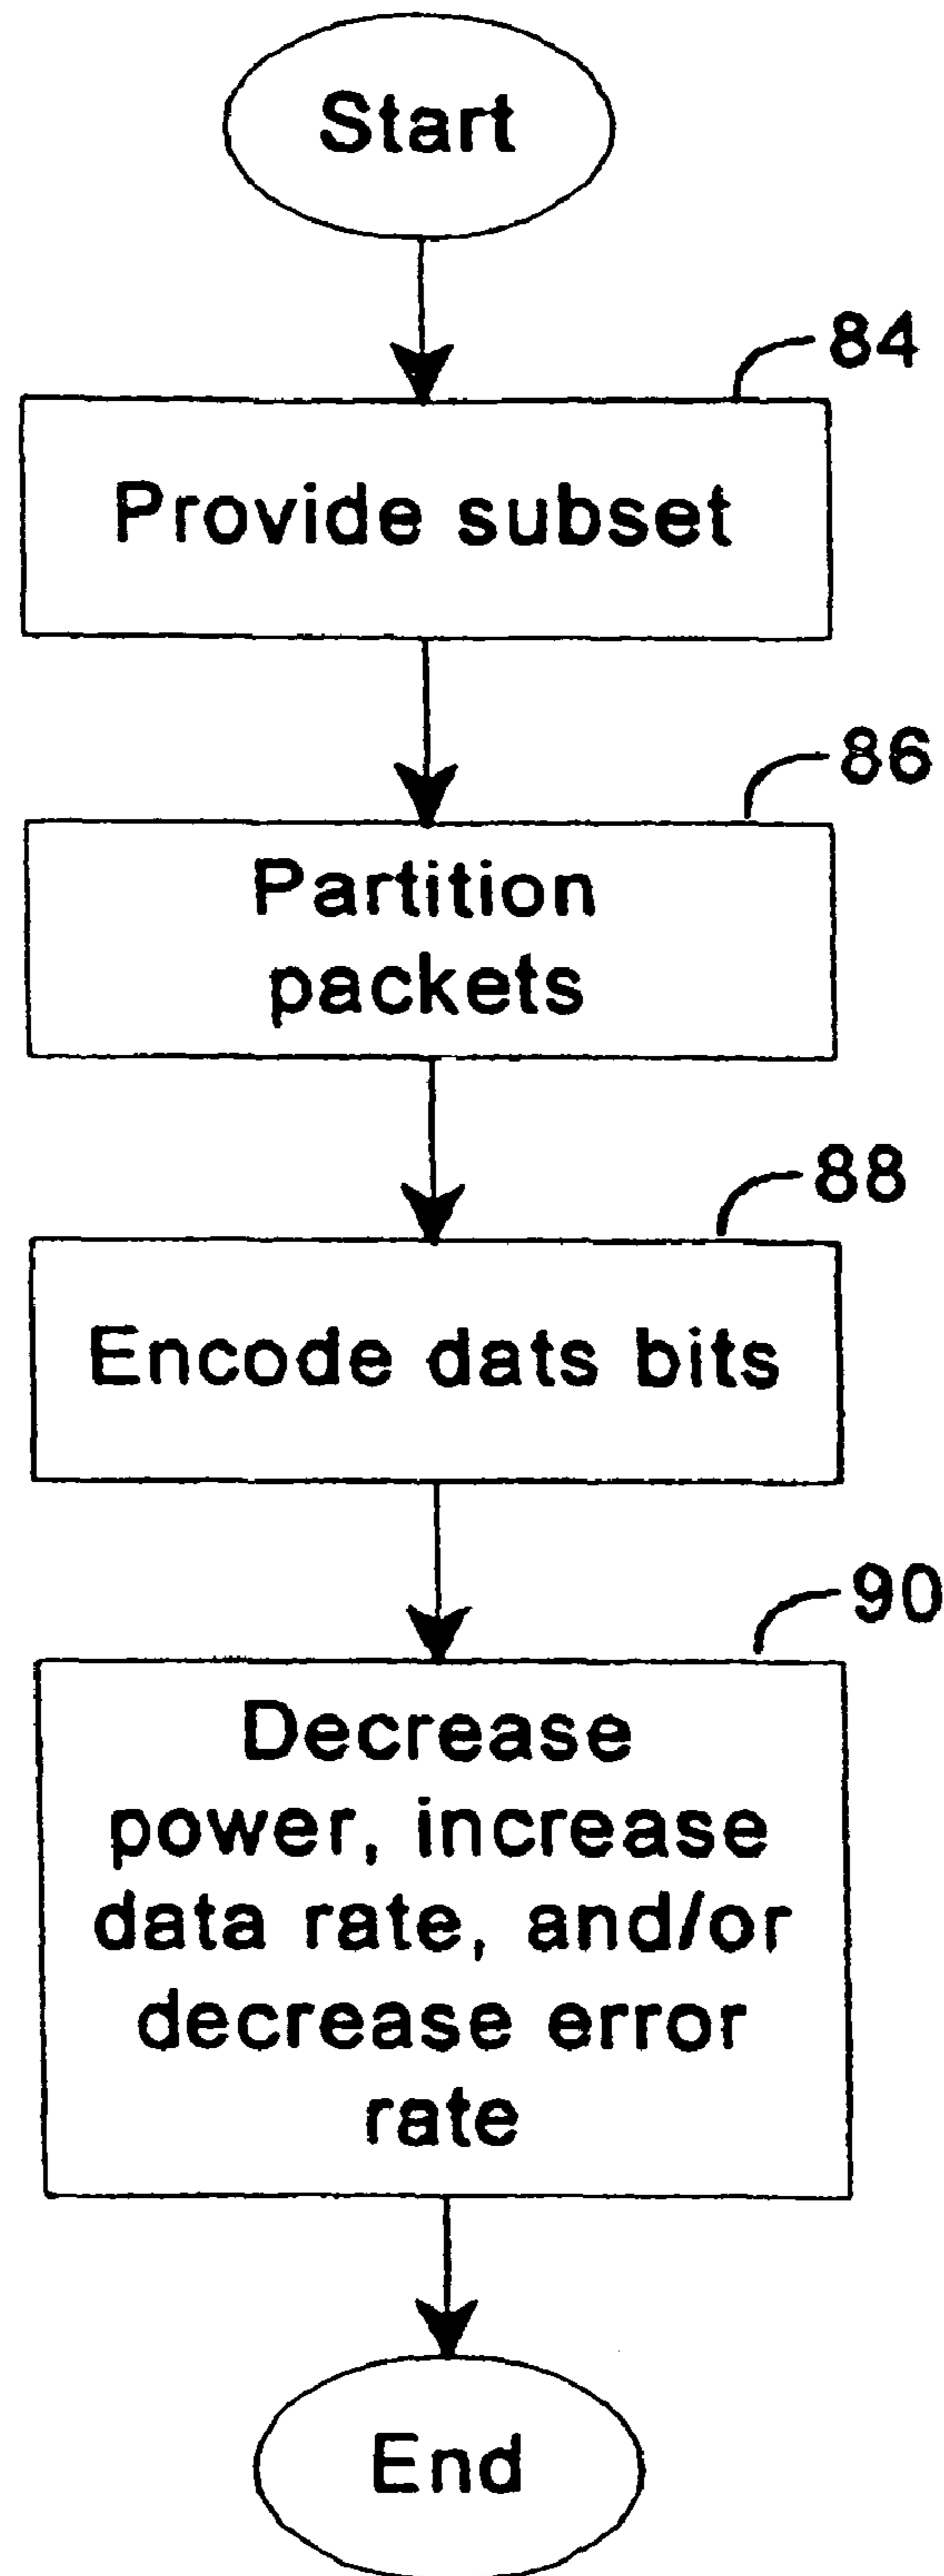 Start
84
Provide subset
86
Partition
packets
88
Encode dats bits
90
Decrease
power, increase
data rate, and/or
decrease error
rate
End